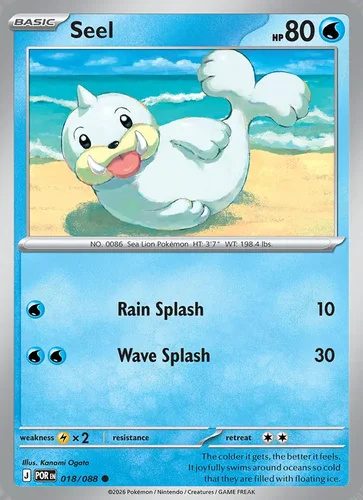 BASIC Seel HP 80
NO. 0086 Sea Lion Pokémon HT: 3'7" WT: 198.4 lbs.
Rain Splash 10
Wave Splash 30
weakness ×2 resistance retreat
Illus. Kanami Ogata
J POR EN 018/088
The colder it gets, the better it feels.
It joyfully swims around oceans so cold
that they are filled with floating ice.
©2026 Pokémon / Nintendo / Creatures / GAME FREAK